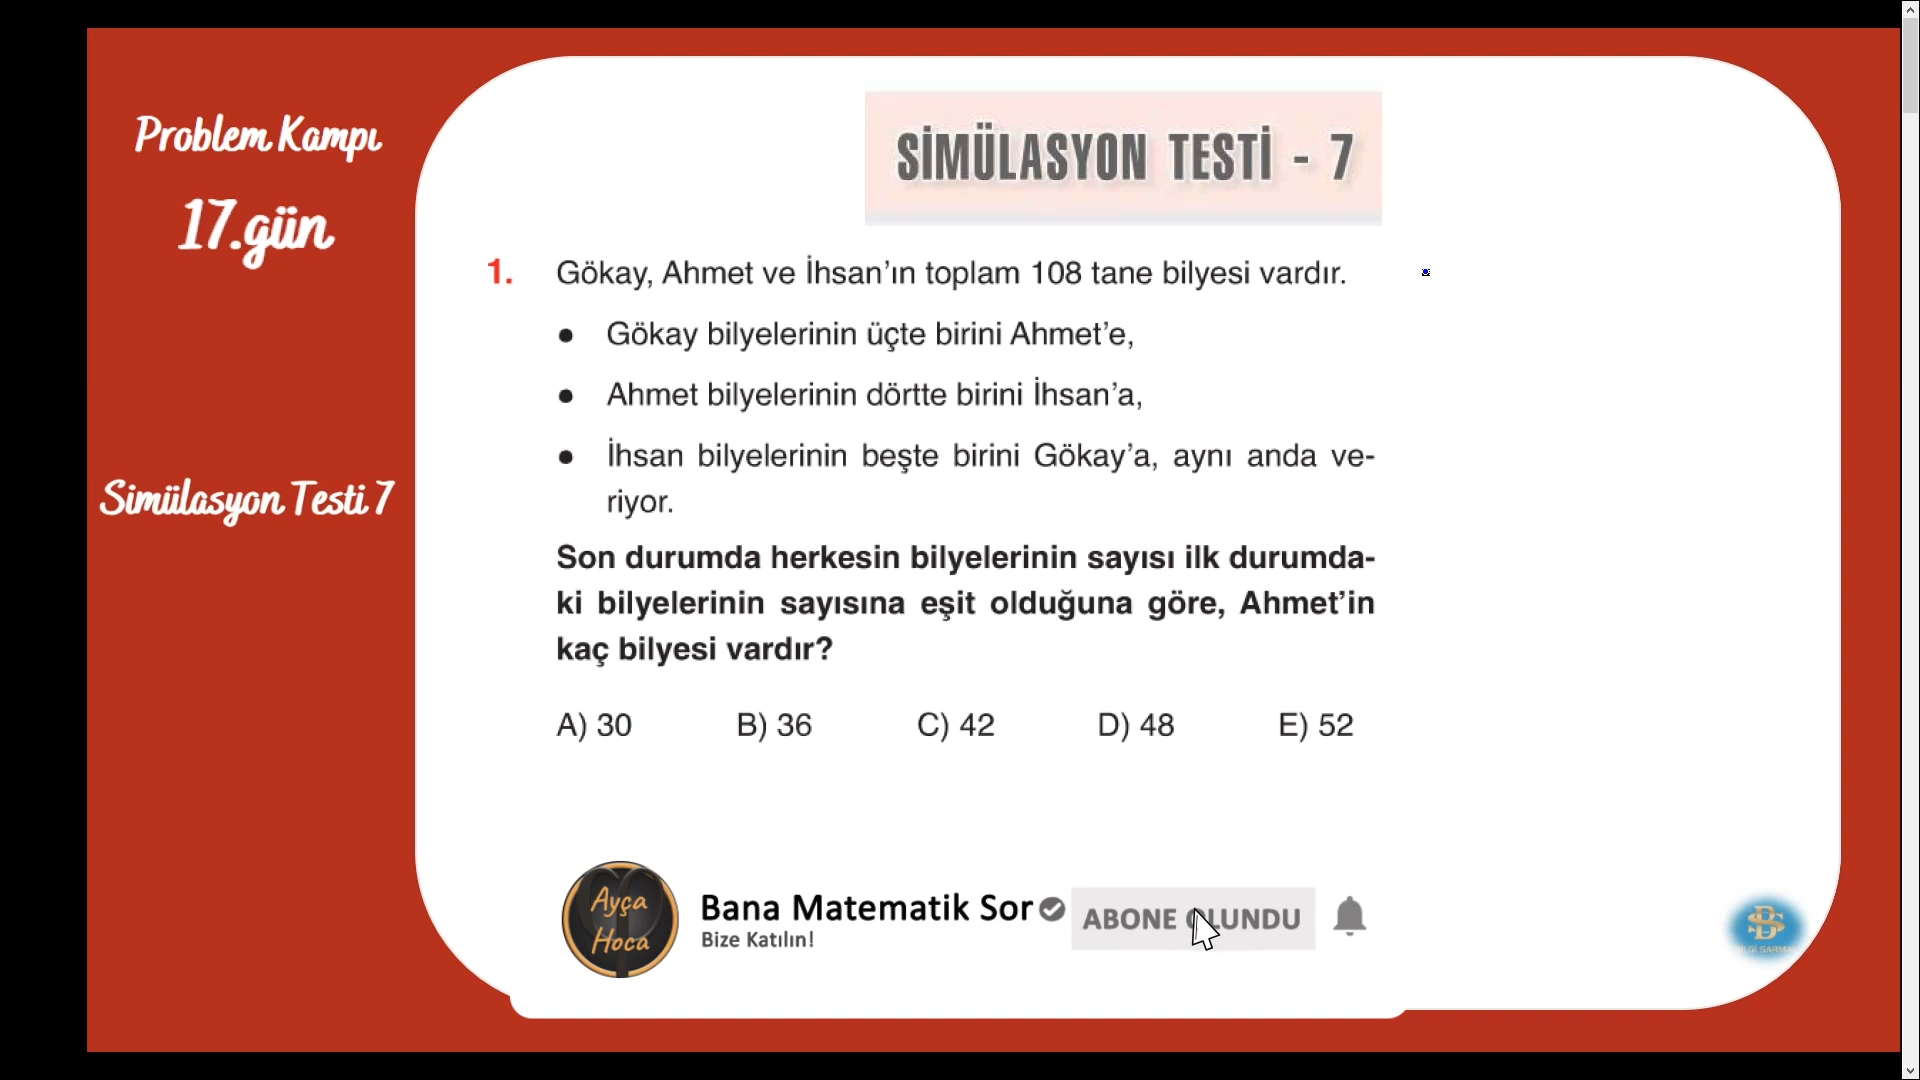 Problem Kampı
17.gün
Simülasyon Testi 7
SİMÜLASYON TESTİ - 7
1. Gökay, Ahmet ve İhsan’ın toplam 108 tane bilyesi vardır.
● Gökay bilyelerinin üçte birini Ahmet’e,
● Ahmet bilyelerinin dörtte birini İhsan’a,
● İhsan bilyelerinin beşte birini Gökay’a, aynı anda ve-
riyor.
Son durumda herkesin bilyelerinin sayısı ilk durumda-
ki bilyelerinin sayısına eşit olduğuna göre, Ahmet’in
kaç bilyesi vardır?
A) 30 B) 36 C) 42 D) 48 E) 52
Ayça
Hoca
Bana Matematik Sor
Bize Katılın!
ABONE OLUNDU